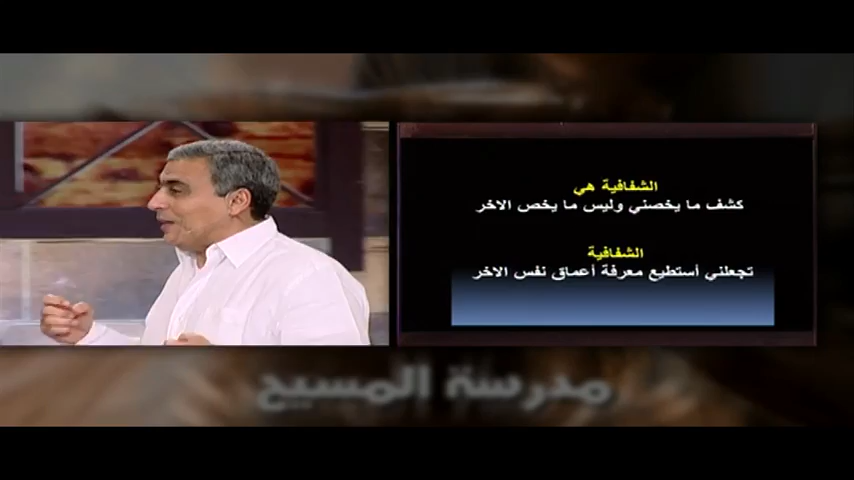 الشفافية هي
كشف ما يخصني وليس ما يخص الاخر
الشفافية
تجعلني أستطيع معرفة أعماق نفس الاخر
مدرسة المسيح